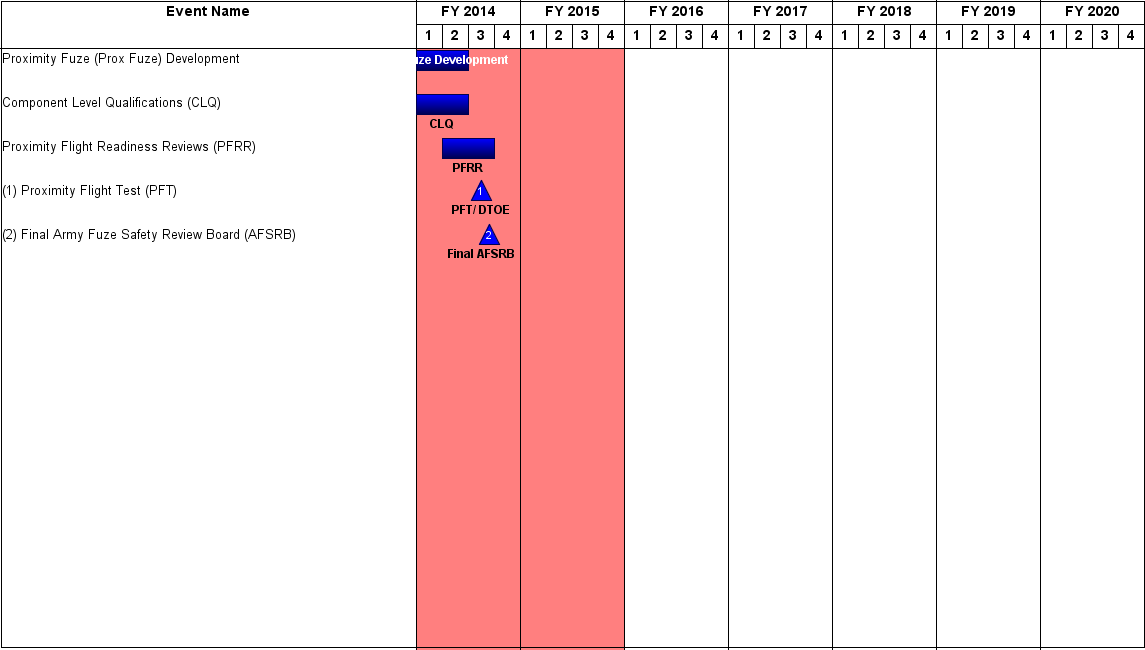 Event Name FY 2014 FY 2015 FY 2016 FY 2017 FY 2018 FY 2019 FY 2020
1 2 3 4 1 2 3 4 1 2 3 4 1 2 3 4 1 2 3 4 1 2 3 4 1 2 3 4
Proximity Fuze (Prox Fuze) Development
Development
Component Level Qualifications (CLQ)
CLQ
Proximity Flight Readiness Reviews (PFRR)
PFRR
(1) Proximity Flight Test (PFT) 1
PFT/ DTOE
(2) Final Army Fuze Safety Review Board (AFSRB) 2
Final AFSRB